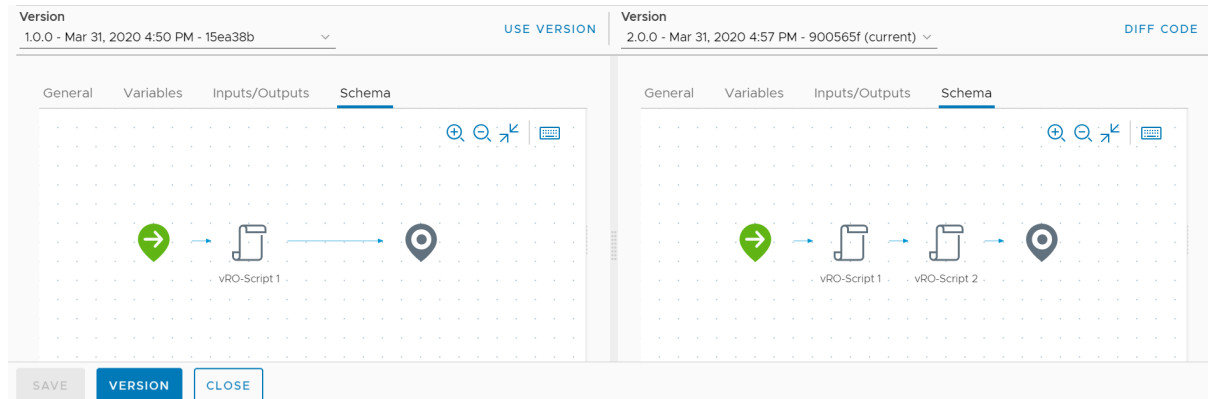 Version
1.0.0 - Mar 31, 2020 4:50 PM - 15ea38b
USE VERSION
General Variables Inputs/Outputs Schema
vRO-Script 1
Version
2.0.0 - Mar 31, 2020 4:57 PM - 900565f (current)
DIFF CODE
General Variables Inputs/Outputs Schema
vRO-Script 1 vRO-Script 2
SAVE VERSION CLOSE